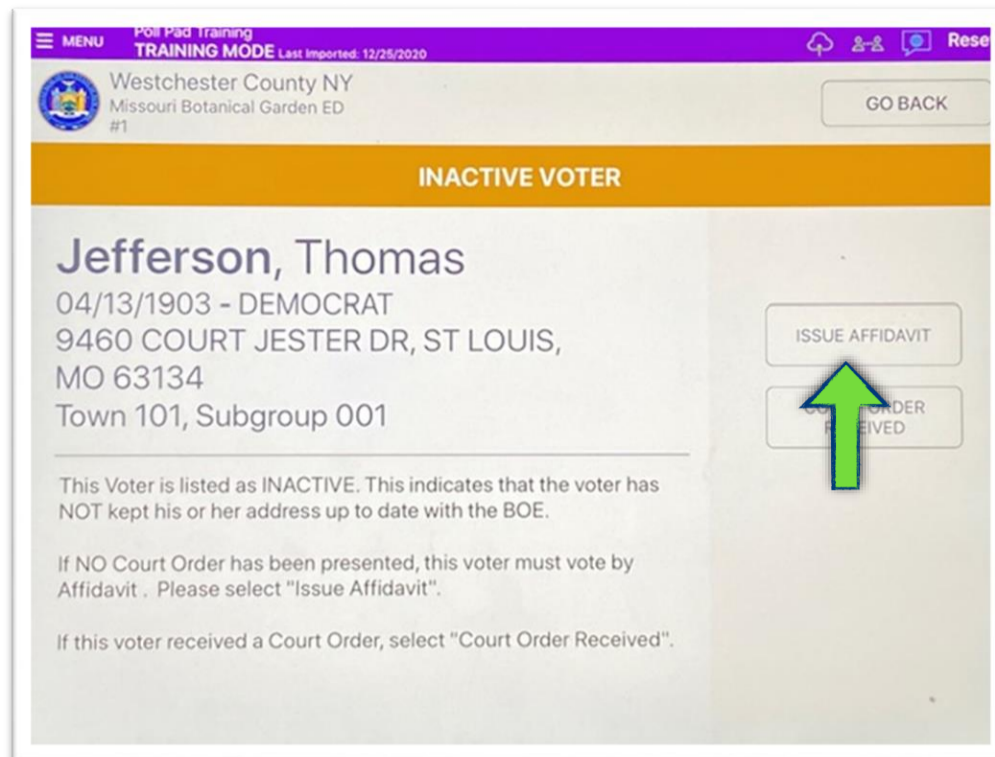 MENU
Poll Pad Training
TRAINING MODE Last Imported: 12/25/2020
Westchester County NY
Missouri Botanical Garden ED
#1
GO BACK
INACTIVE VOTER
Jefferson, Thomas
04/13/1903 - DEMOCRAT
9460 COURT JESTER DR, ST LOUIS,
MO 63134
Town 101, Subgroup 001
ISSUE AFFIDAVIT
This Voter is listed as INACTIVE. This indicates that the voter has
NOT kept his or her address up to date with the BOE.
If NO Court Order has been presented, this voter must vote by
Affidavit . Please select "Issue Affidavit".
If this voter received a Court Order, select "Court Order Received".